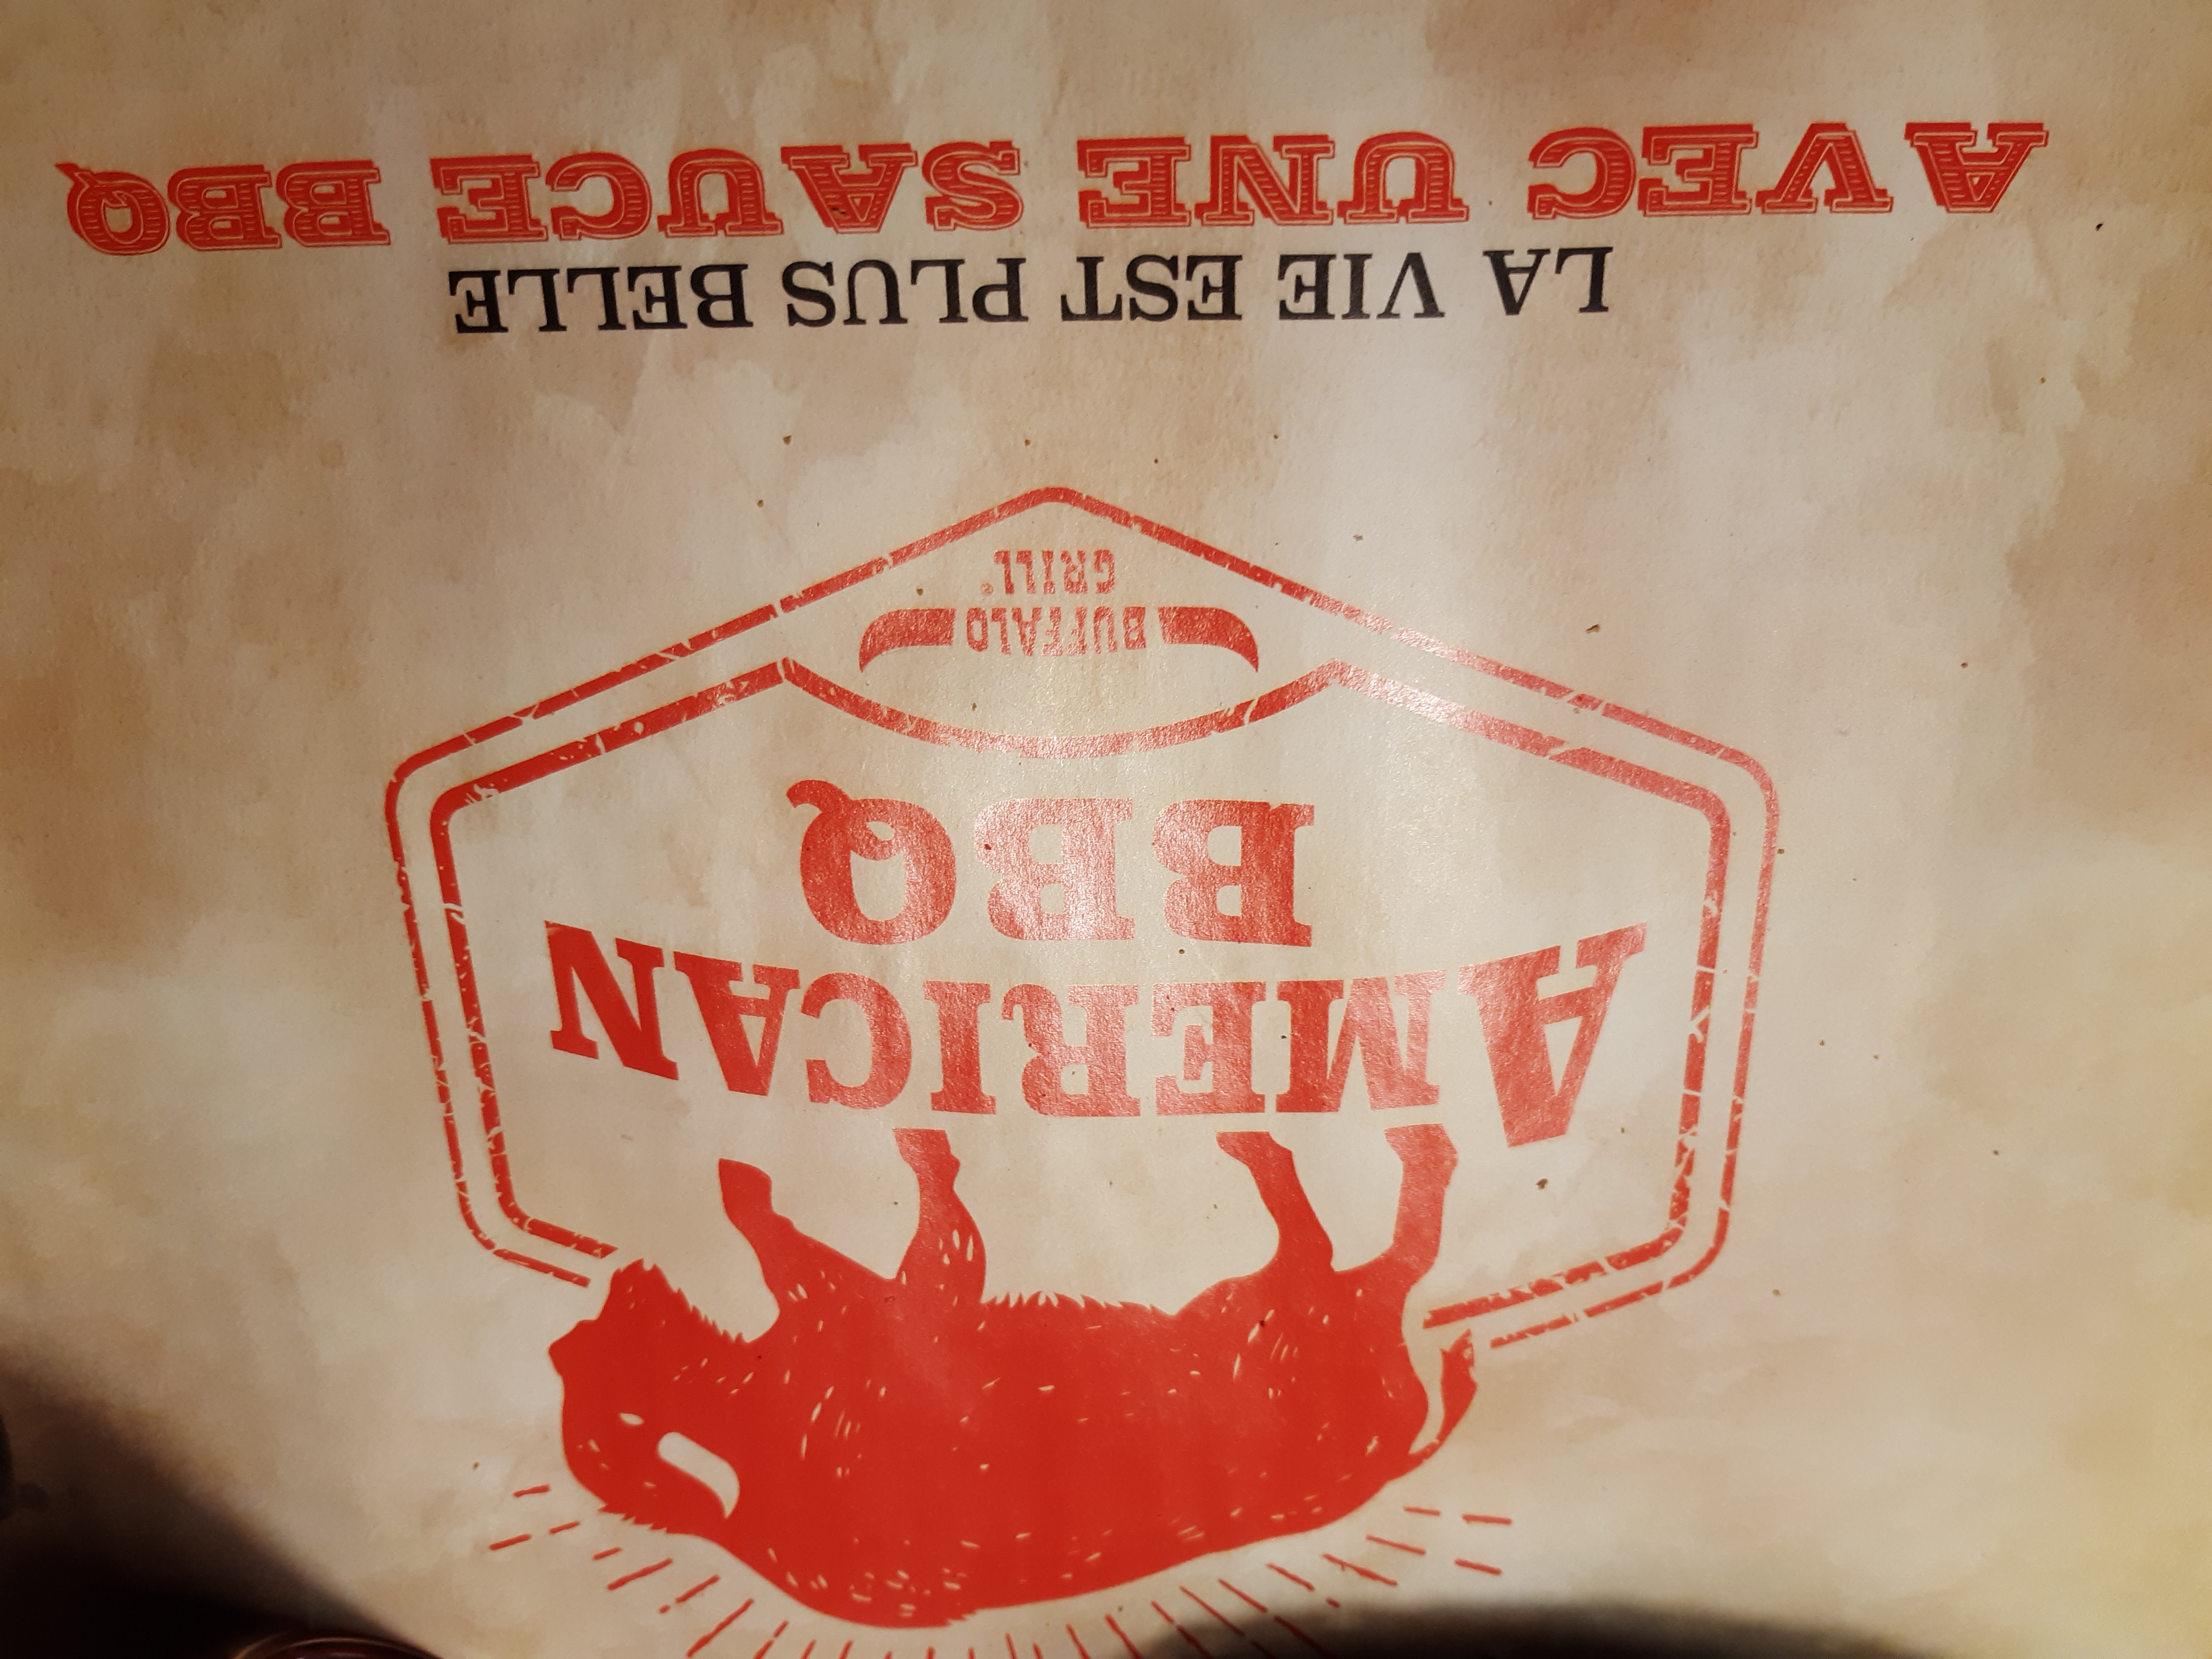 AMERICAN
BBQ
BUFFALO
GRILL®
LA VIE EST PLUS BELLE
AVEC UNE SAUCE BBQ